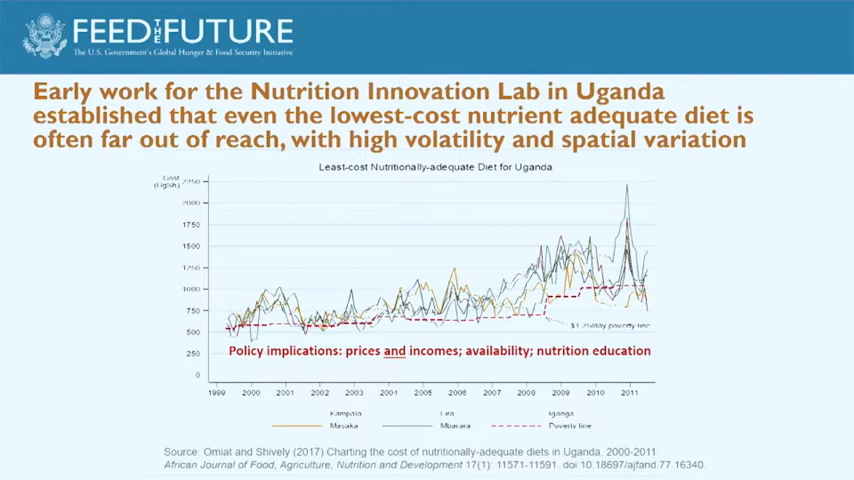 FEED THE FUTURE
The U.S. Government's Global Hunger & Food Security Initiative
Early work for the Nutrition Innovation Lab in Uganda
established that even the lowest-cost nutrient adequate diet is
often far out of reach, with high volatility and spatial variation
Least-cost Nutritionally-adequate Diet for Uganda
Cost
(UgSh)
2250
2000
1750
1500
1250
1000
750
500
250
0
$1.25/day poverty line
Policy implications: prices and incomes; availability; nutrition education
1999 2000 2001 2002 2003 2004 2005 2006 2007 2008 2009 2010 2011
Kampala Lira Iganga
Masaka Mbarara Poverty line
Source: Omiat and Shively (2017) Charting the cost of nutritionally-adequate diets in Uganda, 2000-2011.
African Journal of Food, Agriculture, Nutrition and Development 17(1): 11571-11591. doi 10.18697/ajfand.77.16340.